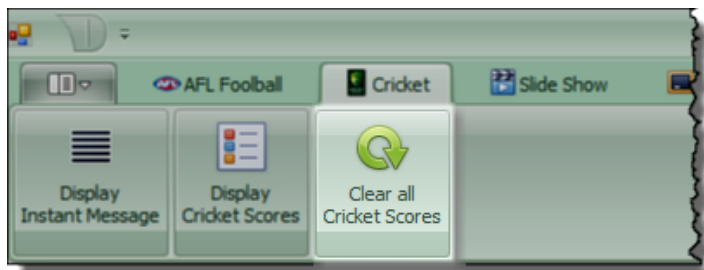 AFL Foolball
Cricket
Slide Show
Display
Instant Message
Display
Cricket Scores
Clear all
Cricket Scores